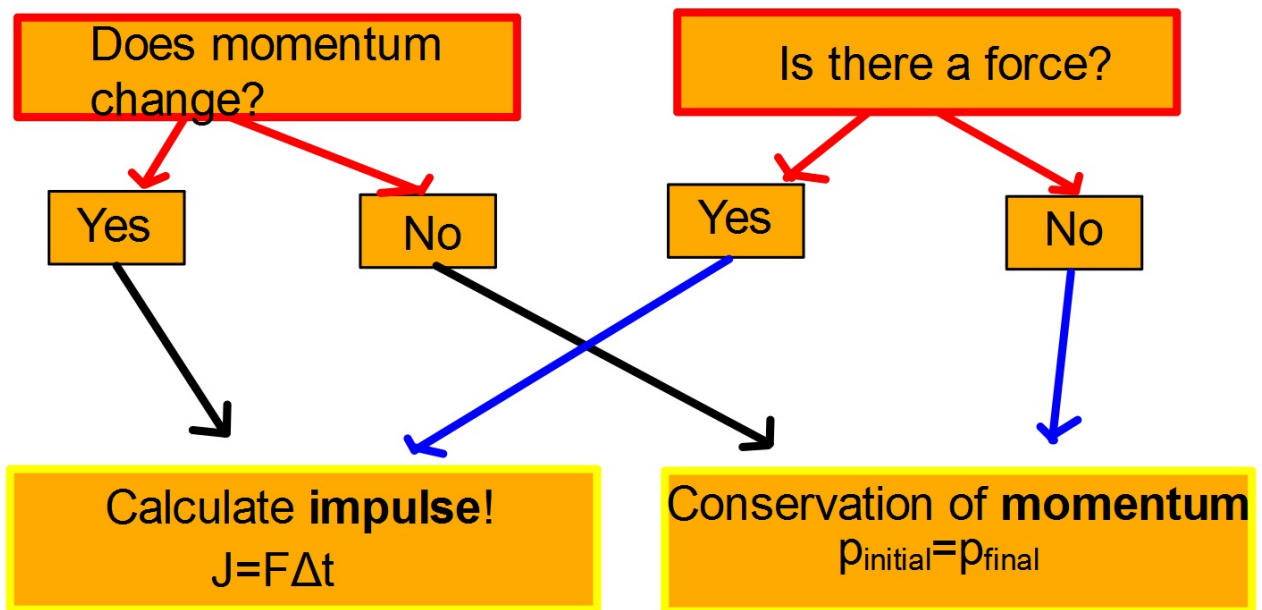 Does momentum
change?
Is there a force?
Yes
No
Yes
No
Calculate impulse!
J=FΔt
Conservation of momentum
pinitial=pfinal